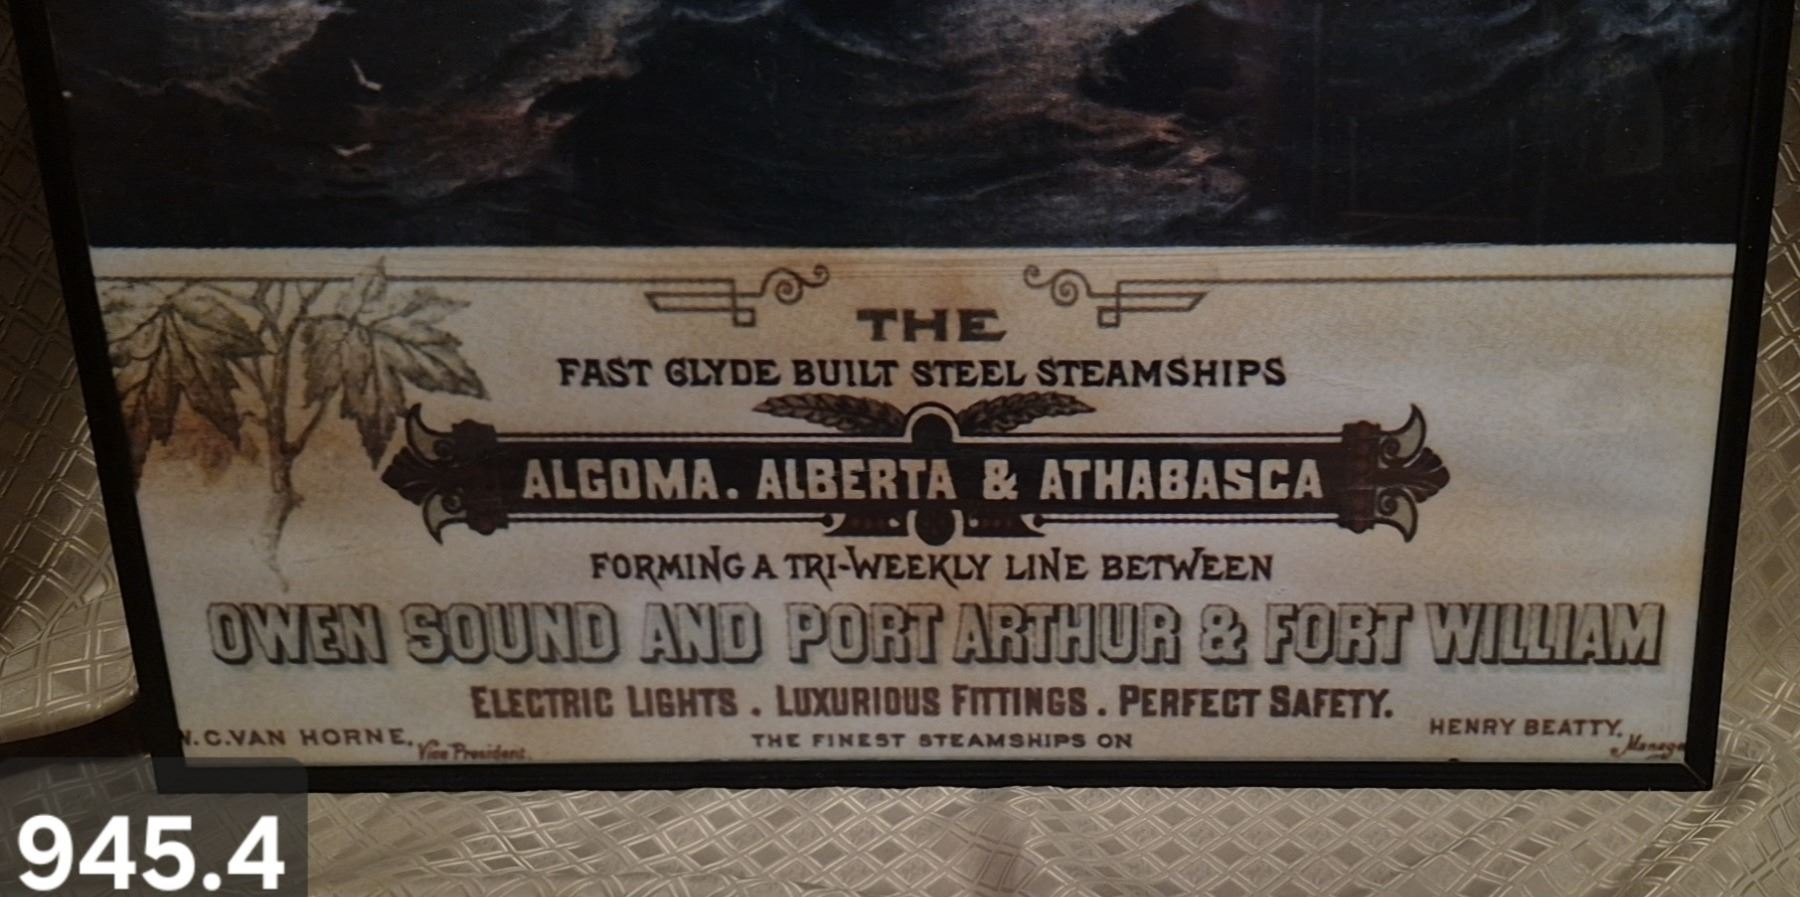 THE
FAST CLYDE BUILT STEEL STEAMSHIPS
ALGOMA. ALBERTA & ATHABASCA
FORMING A TRI-WEEKLY LINE BETWEEN
OWEN SOUND AND PORT ARTHUR & FORT WILLIAM
ELECTRIC LIGHTS . LUXURIOUS FITTINGS . PERFECT SAFETY.
W.C.VAN HORNE,
Vice President.
THE FINEST STEAMSHIPS ON
HENRY BEATTY,
Manage
945.4